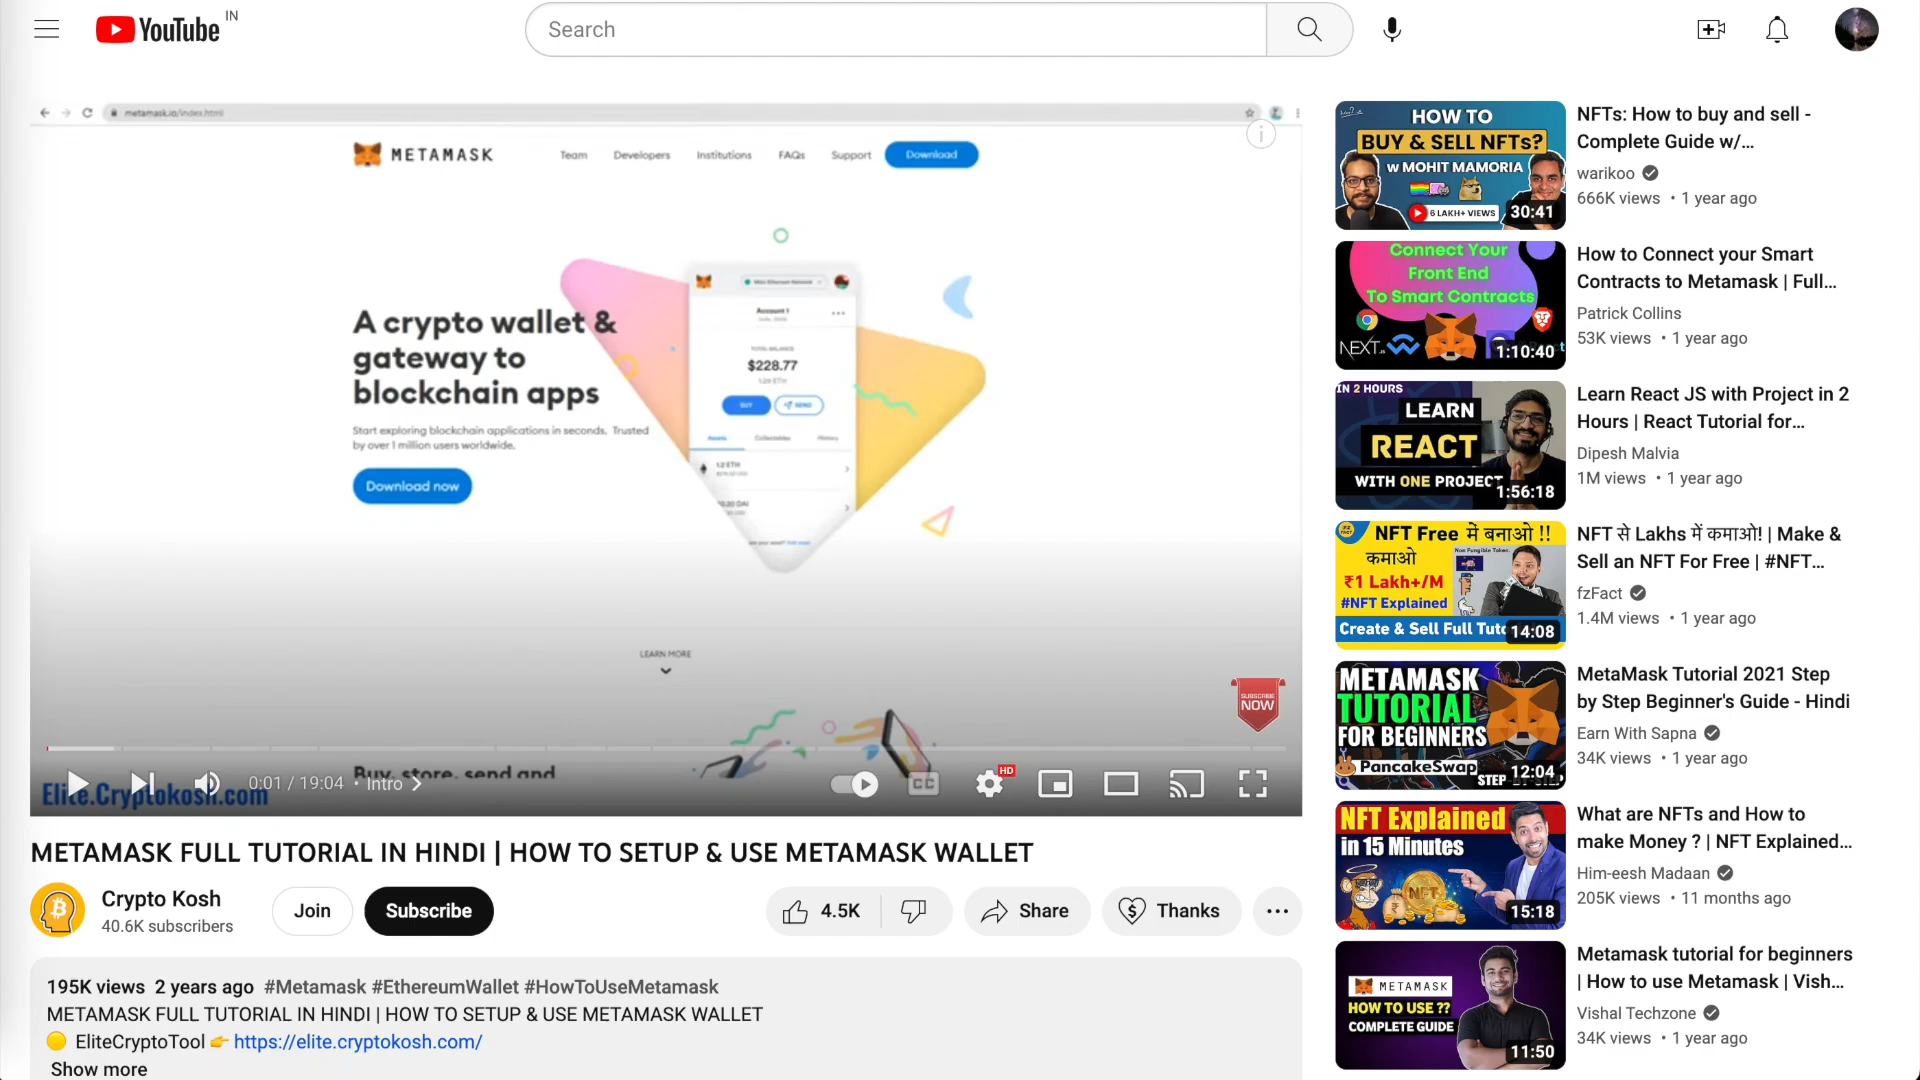 YouTube IN
Search
metamask.io/index.html
METAMASK
Team Developers Institutions FAQs Support Download
A crypto wallet &
gateway to
blockchain apps
Start exploring blockchain applications in seconds. Trusted
by over 1 million users worldwide.
Download now
Account 1
TOTAL BALANCE
$228.77
BUY SEND
Assets Collectables History
LEARN MORE
SUBSCRIBE
NOW
Buy, store, send and
Elite.Cryptokosh.com
0:01 / 19:04 • Intro
CC
HD
METAMASK FULL TUTORIAL IN HINDI | HOW TO SETUP & USE METAMASK WALLET
Crypto Kosh
40.6K subscribers
Join
Subscribe
4.5K
Share
Thanks
195K views 2 years ago #Metamask #EthereumWallet #HowToUseMetamask
METAMASK FULL TUTORIAL IN HINDI | HOW TO SETUP & USE METAMASK WALLET
EliteCryptoTool https://elite.cryptokosh.com/
Show more
HOW TO
BUY & SELL NFTs?
w MOHIT MAMORIA
6 LAKH+ VIEWS
30:41
NFTs: How to buy and sell -
Complete Guide w/...
warikoo
666K views • 1 year ago
Connect Your
Front End
To Smart Contracts
NEXT.JS
1:10:40
How to Connect your Smart
Contracts to Metamask | Full...
Patrick Collins
53K views • 1 year ago
IN 2 HOURS
LEARN
REACT
WITH ONE PROJECT
1:56:18
Learn React JS with Project in 2
Hours | React Tutorial for...
Dipesh Malvia
1M views • 1 year ago
NFT Free में बनाओ !!
कमाओ
Non Fungible Token
₹1 Lakh+/M
#NFT Explained
Create & Sell Full Tuto
14:08
NFT से Lakhs में कमाओ! | Make &
Sell an NFT For Free | #NFT...
fzFact
1.4M views • 1 year ago
METAMASK
TUTORIAL
FOR BEGINNERS
PancakeSwap
STEP BY STEP
12:04
MetaMask Tutorial 2021 Step
by Step Beginner's Guide - Hindi
Earn With Sapna
34K views • 1 year ago
NFT Explained
in 15 Minutes
NFT
15:18
What are NFTs and How to
make Money ? | NFT Explained...
Him-eesh Madaan
205K views • 11 months ago
METAMASK
HOW TO USE ??
COMPLETE GUIDE
11:50
Metamask tutorial for beginners
| How to use Metamask | Vish...
Vishal Techzone
34K views • 1 year ago